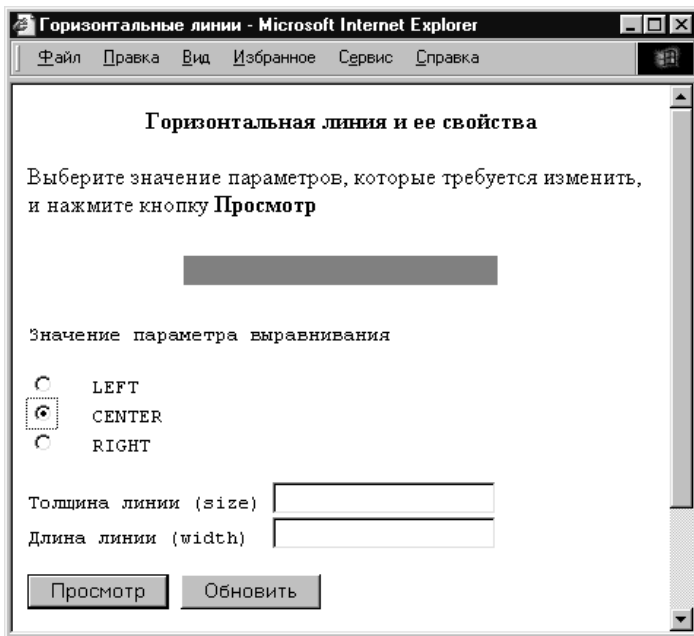 Горизонтальные линии - Microsoft Internet Explorer
Файл Правка Вид Избранное Сервис Справка
Горизонтальная линия и ее свойства
Выберите значение параметров, которые требуется изменить,
и нажмите кнопку Просмотр
Значение параметра выравнивания
LEFT
CENTER
RIGHT
Толщина линии (size)
Длина линии (width)
Просмотр Обновить